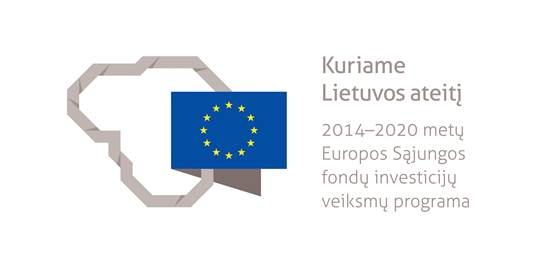 Kuriame
Lietuvos ateitį
2014–2020 metų
Europos Sąjungos
fondų investicijų
veiksmų programa